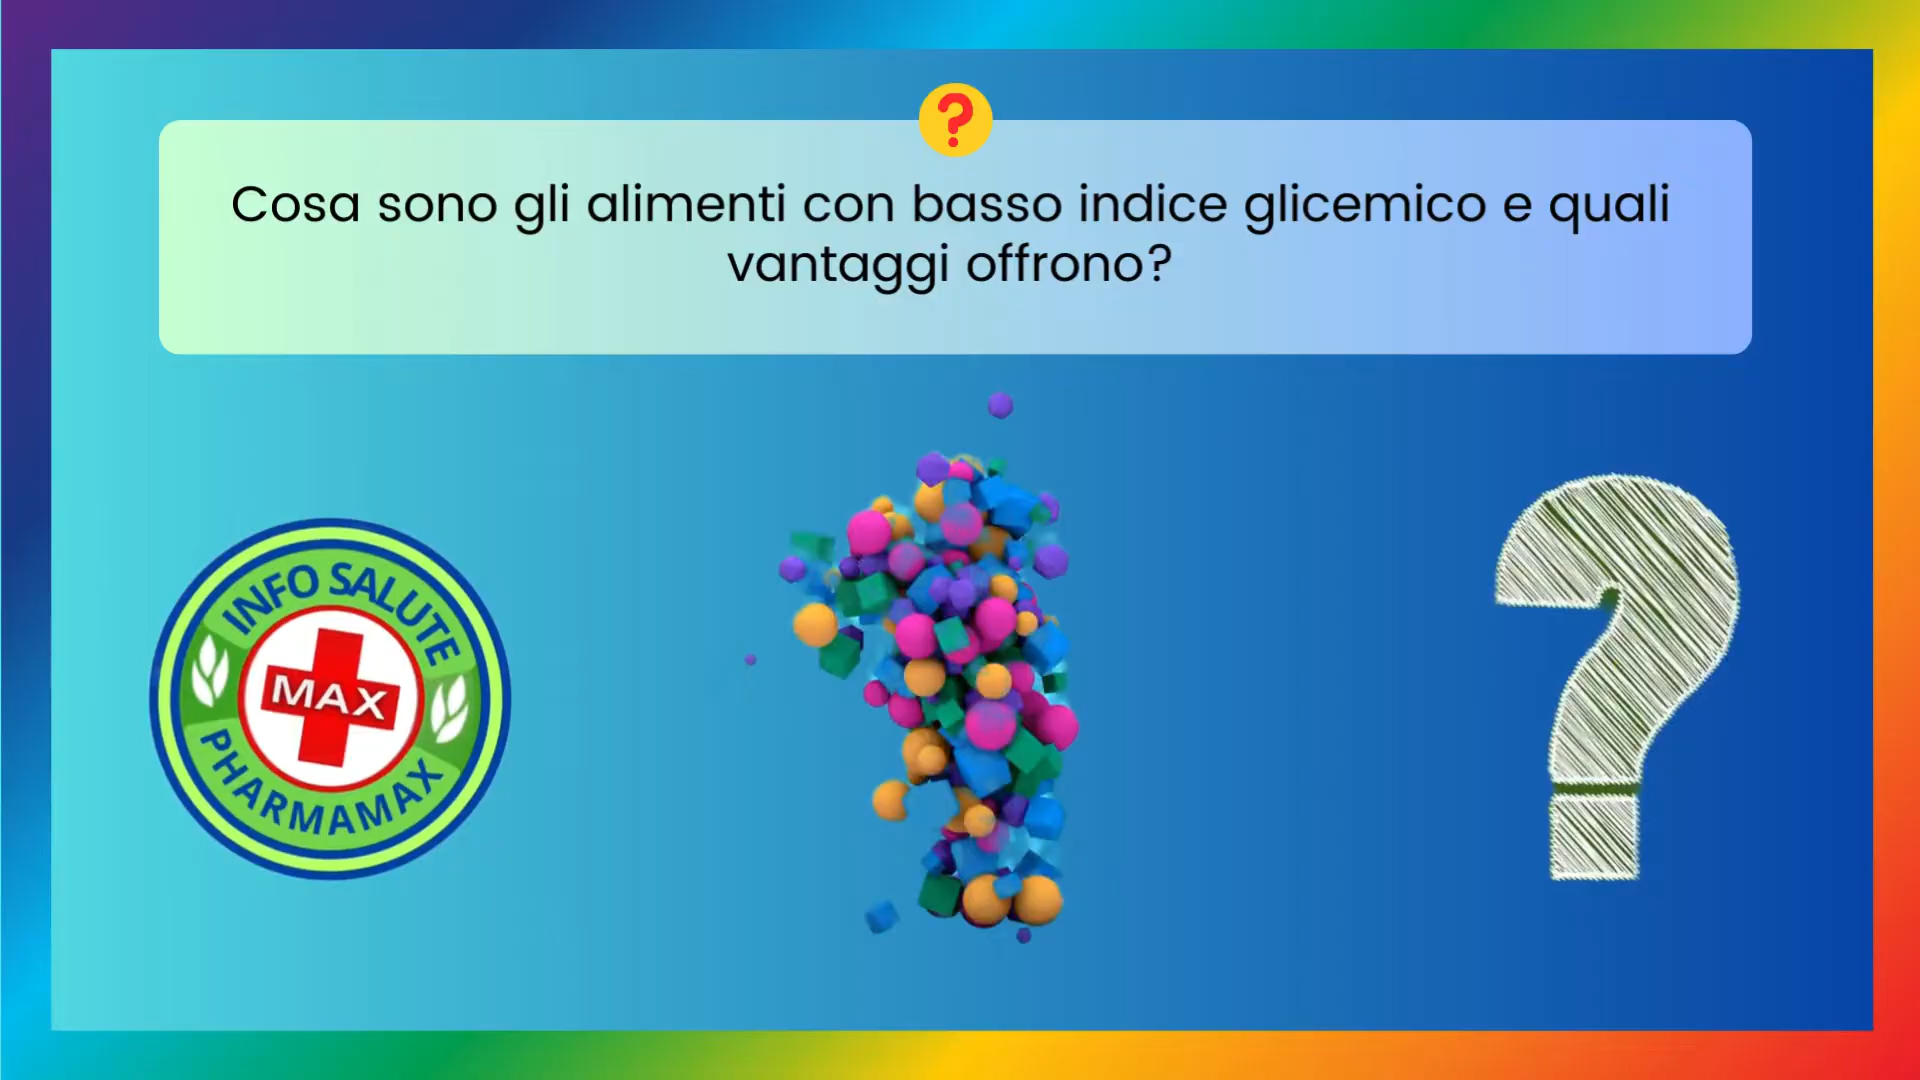 ?
Cosa sono gli alimenti con basso indice glicemico e quali
vantaggi offrono?
INFO SALUTE
MAX
PHARMAMAX
?